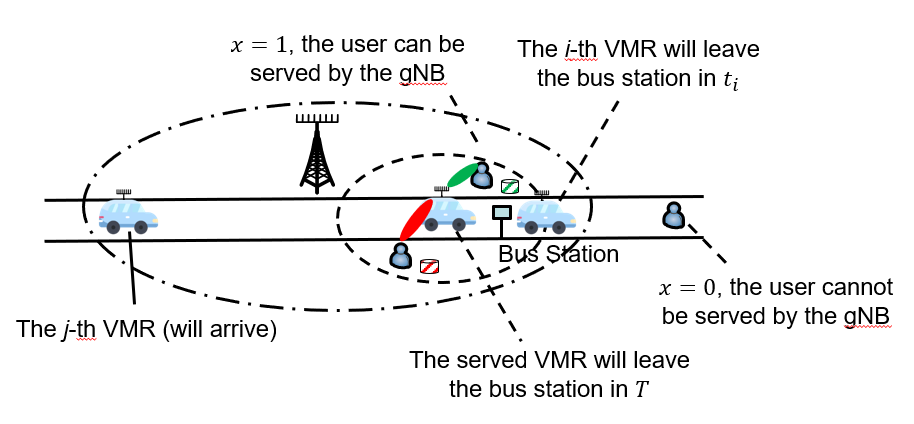 x = 1, the user can be
served by the gNB
The i-th VMR will leave
the bus station in tᵢ
Bus Station
x = 0, the user cannot
be served by the gNB
The j-th VMR (will arrive)
The served VMR will leave
the bus station in T